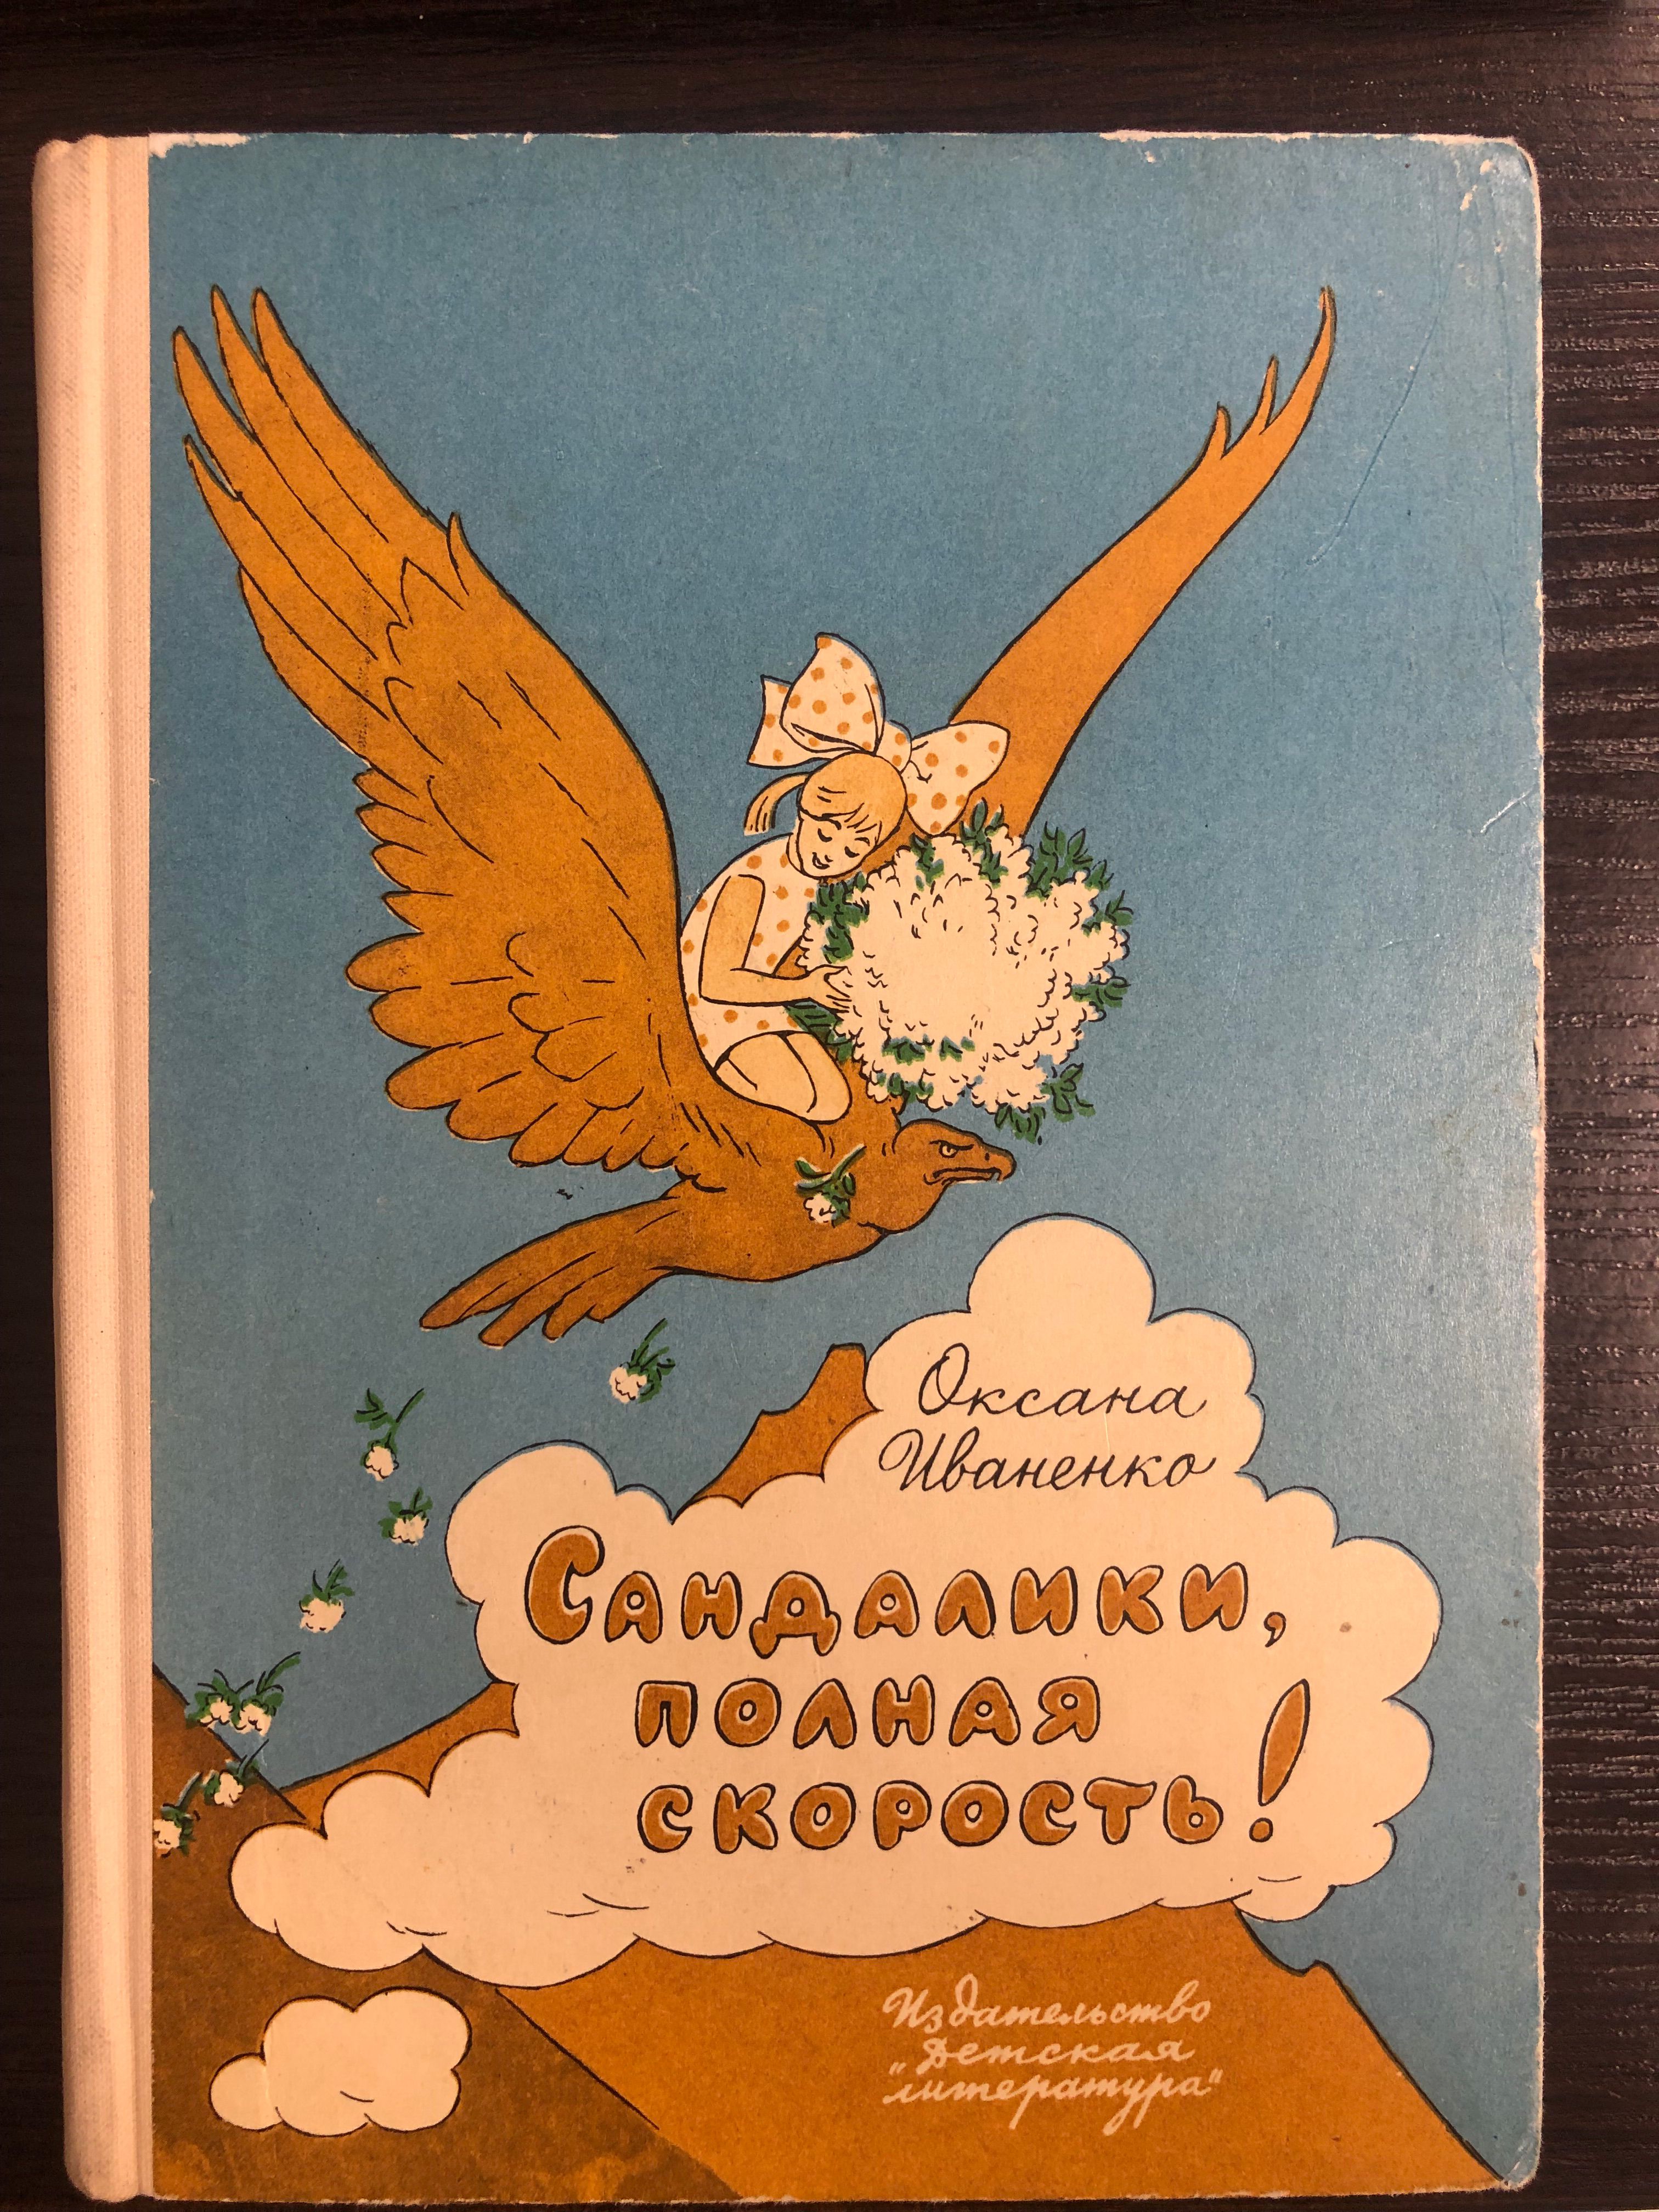 Оксана
Иваненко
Сандалики,
полная
скорость!
Издательство
„Детская
литература“